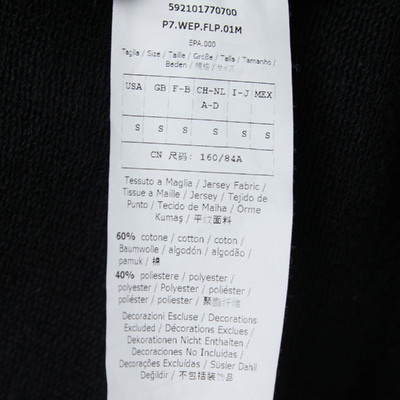 592101770700
P7.WEP.FLP.01M
EPA.000
Taglia / Size / Taille / Größe / Talla / Tamanho /
Beden / 规格 / サイズ
USA GB F-B CH-NL I-J MEX
A-D
S S S S S S
CN 尺码: 160/84A
Tessuto a Maglia / Jersey Fabric /
Tissue a Maille / Jersey / Tejido de
Punto / Tecido de Malha / Örme
Kumaş / 平纹面料
60% cotone / cotton / coton /
Baumwolle / algodón / algodão /
pamuk / 棉
40% poliestere / polyester /
polyester / Polyester / poliéster /
poliéster / polyester / 聚酯纤维
Decorazioni Escluse / Decorations
Excluded / Décorations Exclues /
Dekorationen Nicht Enthalten /
Decoraciones No Incluidas /
Decorações Excluídas / Süsler Dahil
Değildir / 不包括装饰品